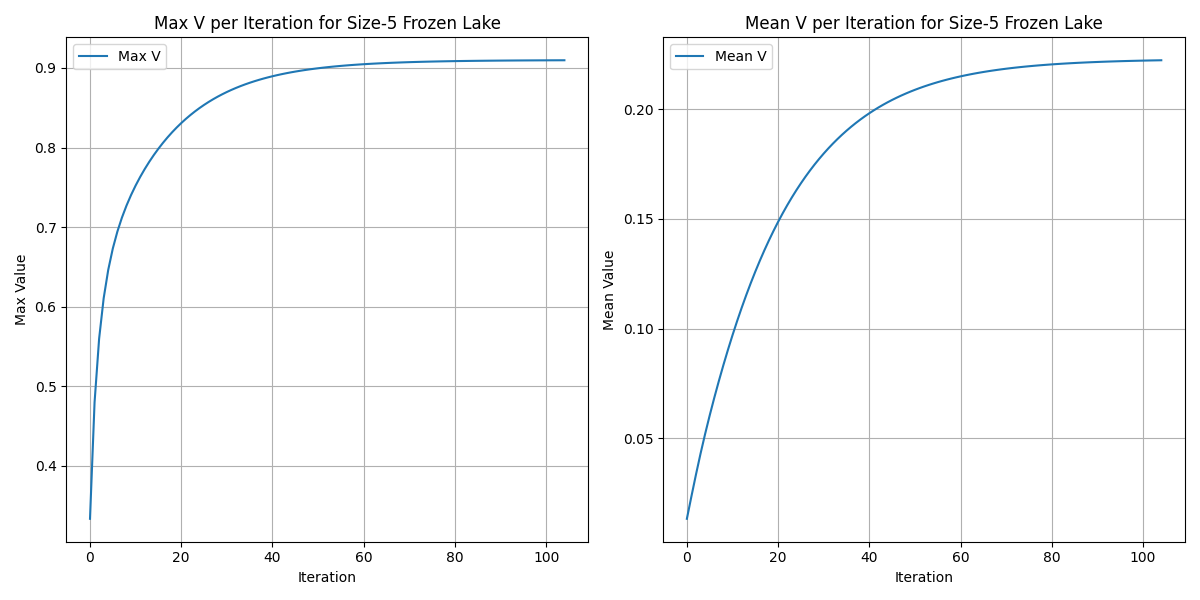 Max V per Iteration for Size-5 Frozen Lake
Max V
0.9
0.8
0.7
0.6
0.5
0.4
Max Value
0 20 40 60 80 100
Iteration
Mean V per Iteration for Size-5 Frozen Lake
Mean V
0.20
0.15
0.10
0.05
Mean Value
0 20 40 60 80 100
Iteration